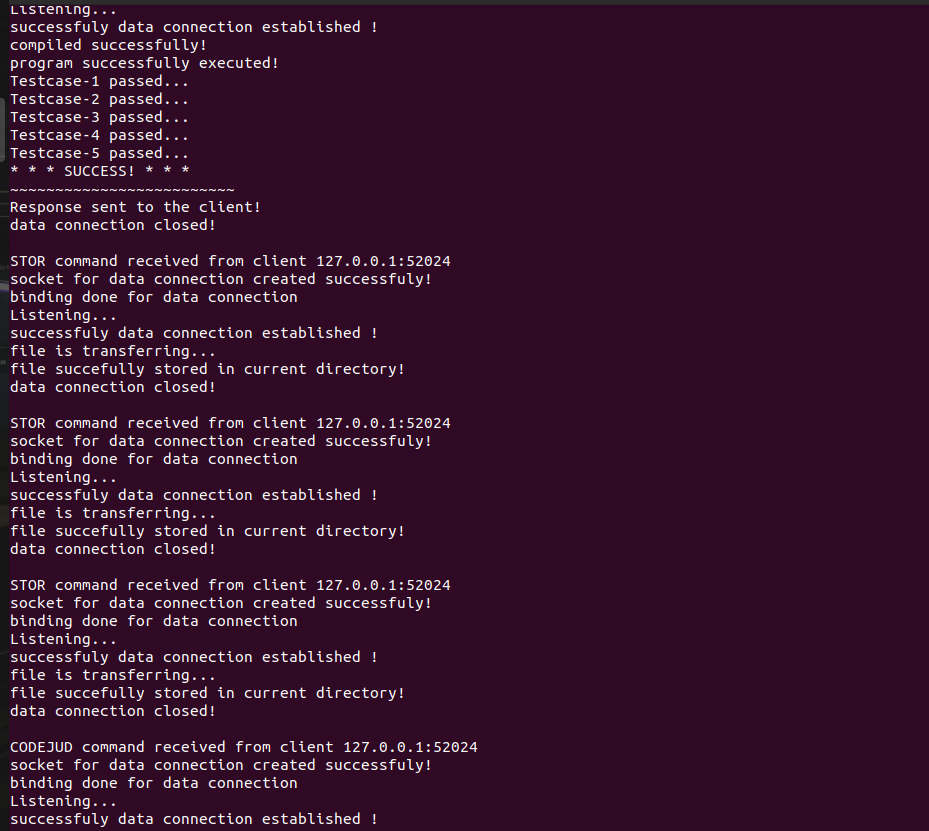 Listening...
successfuly data connection established !
compiled successfully!
program successfully executed!
Testcase-1 passed...
Testcase-2 passed...
Testcase-3 passed...
Testcase-4 passed...
Testcase-5 passed...
* * * SUCCESS! * * *
~~~~~~~~~~~~~~~~~~~~~~~~~
Response sent to the client!
data connection closed!
STOR command received from client 127.0.0.1:52024
socket for data connection created successfuly!
binding done for data connection
Listening...
successfuly data connection established !
file is transferring...
file succefully stored in current directory!
data connection closed!
STOR command received from client 127.0.0.1:52024
socket for data connection created successfuly!
binding done for data connection
Listening...
successfuly data connection established !
file is transferring...
file succefully stored in current directory!
data connection closed!
STOR command received from client 127.0.0.1:52024
socket for data connection created successfuly!
binding done for data connection
Listening...
successfuly data connection established !
file is transferring...
file succefully stored in current directory!
data connection closed!
CODEJUD command received from client 127.0.0.1:52024
socket for data connection created successfuly!
binding done for data connection
Listening...
successfuly data connection established !